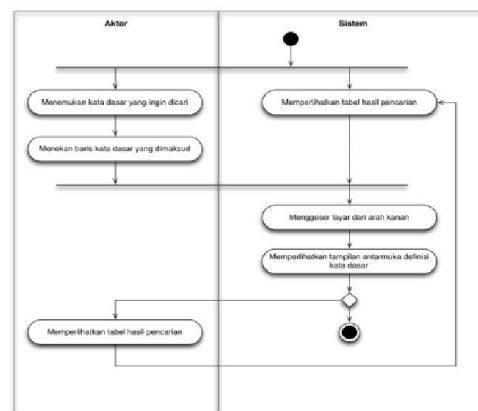 Aktor
Sistem
Menemukan kata dasar yang ingin dicari
Memperlihatkan tabel hasil pencarian
Menekan baris kata dasar yang dimaksud
Menggeser layar dari arah kanan
Memperlihatkan tampilan antarmuka definisi
kata dasar
Memperlihatkan tabel hasil pencarian